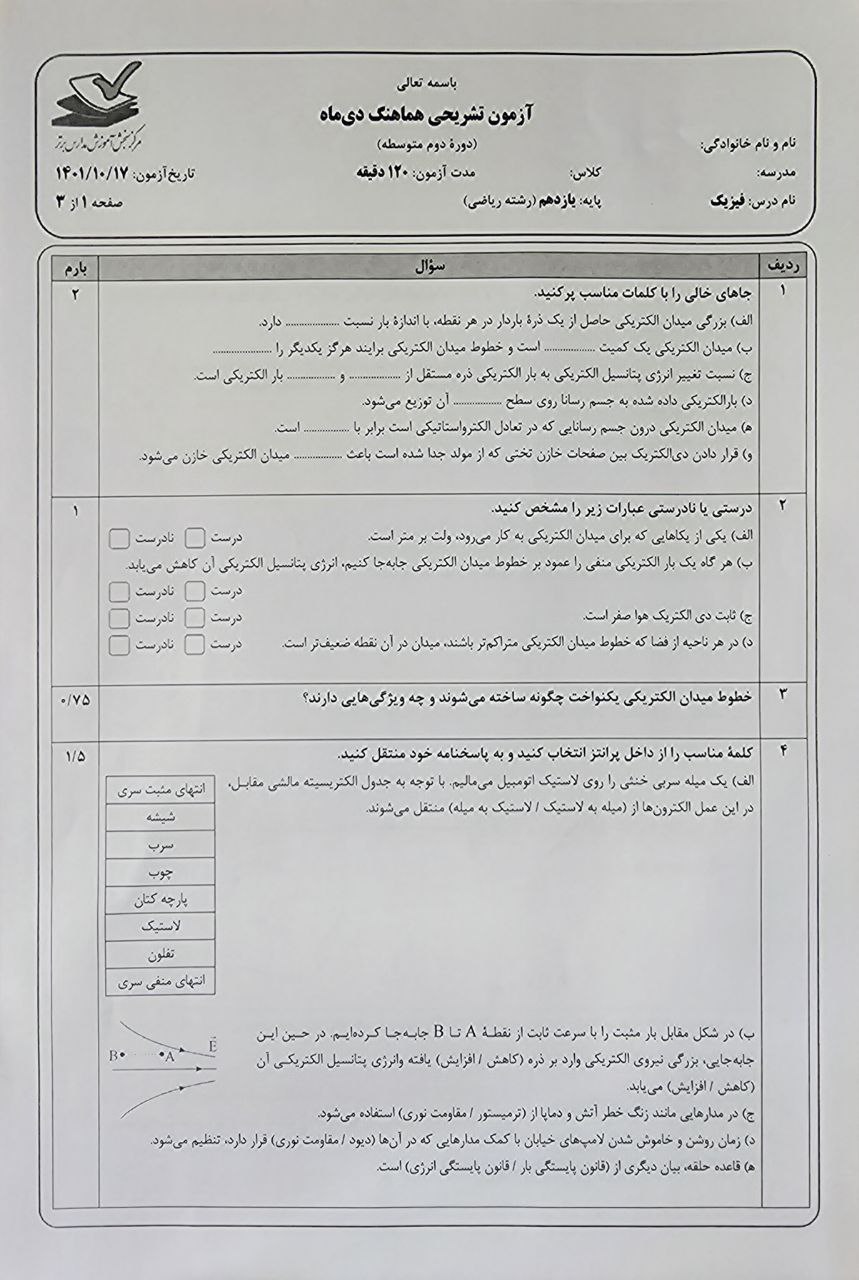 باسمه تعالی
آزمون تشریحی هماهنگ دی‌ماه
(دورهٔ دوم متوسطه)
مرکز سنجش آموزش مدارس برتر
نام و نام خانوادگی:
مدرسه:
کلاس:
مدت آزمون: ۱۲۰ دقیقه
تاریخ آزمون: ۱۴۰۱/۱۰/۱۷
نام درس: فیزیک
پایه: یازدهم (رشته ریاضی)
صفحه ۱ از ۳
ردیف
سؤال
بارم
۱
جاهای خالی را با کلمات مناسب پر کنید.
۲
الف) بزرگی میدان الکتریکی حاصل از یک ذرهٔ باردار در هر نقطه، با اندازهٔ بار نسبت .................. دارد.
ب) میدان الکتریکی یک کمیت ................. است و خطوط میدان الکتریکی برایند هرگز یکدیگر را ....................
ج) نسبت تغییر انرژی پتانسیل الکتریکی به بار الکتریکی ذره مستقل از ................. و ................ بار الکتریکی است.
د) بارالکتریکی داده شده به جسم رسانا روی سطح ................ آن توزیع می‌شود.
ه) میدان الکتریکی درون جسم رسانایی که در تعادل الکترواستاتیکی است برابر با ............... است.
و) قرار دادن دی‌الکتریک بین صفحات خازن تختی که از مولد جدا شده است باعث ................ میدان الکتریکی خازن می‌شود.
۲
درستی یا نادرستی عبارات زیر را مشخص کنید.
۱
الف) یکی از یکاهایی که برای میدان الکتریکی به کار می‌رود، ولت بر متر است. درست نادرست
ب) هر گاه یک بار الکتریکی منفی را عمود بر خطوط میدان الکتریکی جابه‌جا کنیم، انرژی پتانسیل الکتریکی آن کاهش می‌یابد.
درست نادرست
ج) ثابت دی الکتریک هوا صفر است. درست نادرست
د) در هر ناحیه از فضا که خطوط میدان الکتریکی متراکم‌تر باشند، میدان در آن نقطه ضعیف‌تر است. درست نادرست
۳
خطوط میدان الکتریکی یکنواخت چگونه ساخته می‌شوند و چه ویژگی‌هایی دارند؟
۰/۷۵
۴
کلمهٔ مناسب را از داخل پرانتز انتخاب کنید و به پاسخنامه خود منتقل کنید.
۱/۵
الف) یک میله سربی خنثی را روی لاستیک اتومبیل می‌مالیم. با توجه به جدول الکتریسیته مالشی مقابل،
در این عمل الکترون‌ها از (میله به لاستیک / لاستیک به میله) منتقل می‌شوند.
انتهای مثبت سری
شیشه
سرب
چوب
پارچه کتان
لاستیک
تفلون
انتهای منفی سری
ب) در شکل مقابل بار مثبت را با سرعت ثابت از نقطهٔ A تا B جابه‌جا کرده‌ایم. در حین این
جابه‌جایی، بزرگی نیروی الکتریکی وارد بر ذره (کاهش / افزایش) یافته وانرژی پتانسیل الکتریکی آن
(کاهش / افزایش) می‌یابد.
B
A
E
ج) در مدارهایی مانند زنگ خطر آتش و دماپا از (ترمیستور / مقاومت نوری) استفاده می‌شود.
د) زمان روشن و خاموش شدن لامپ‌های خیابان با کمک مدارهایی که در آن‌ها (دیود / مقاومت نوری) قرار دارد، تنظیم می‌شود.
ه) قاعده حلقه، بیان دیگری از (قانون پایستگی بار / قانون پایستگی انرژی) است.